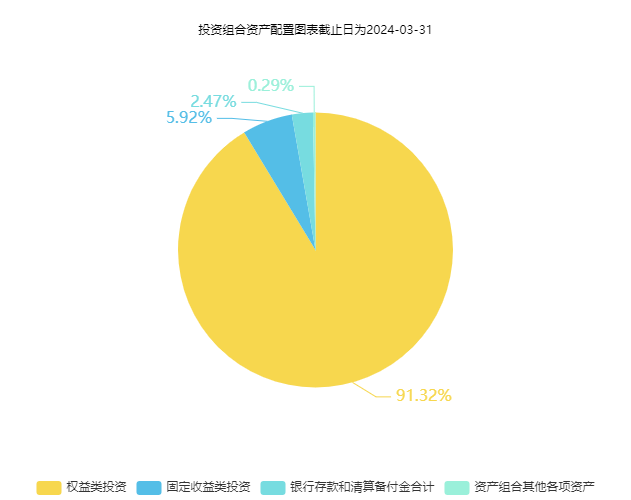 投资组合资产配置图表截止日为2024-03-31
0.29%
2.47%
5.92%
91.32%
权益类投资 固定收益类投资 银行存款和清算备付金合计 资产组合其他各项资产